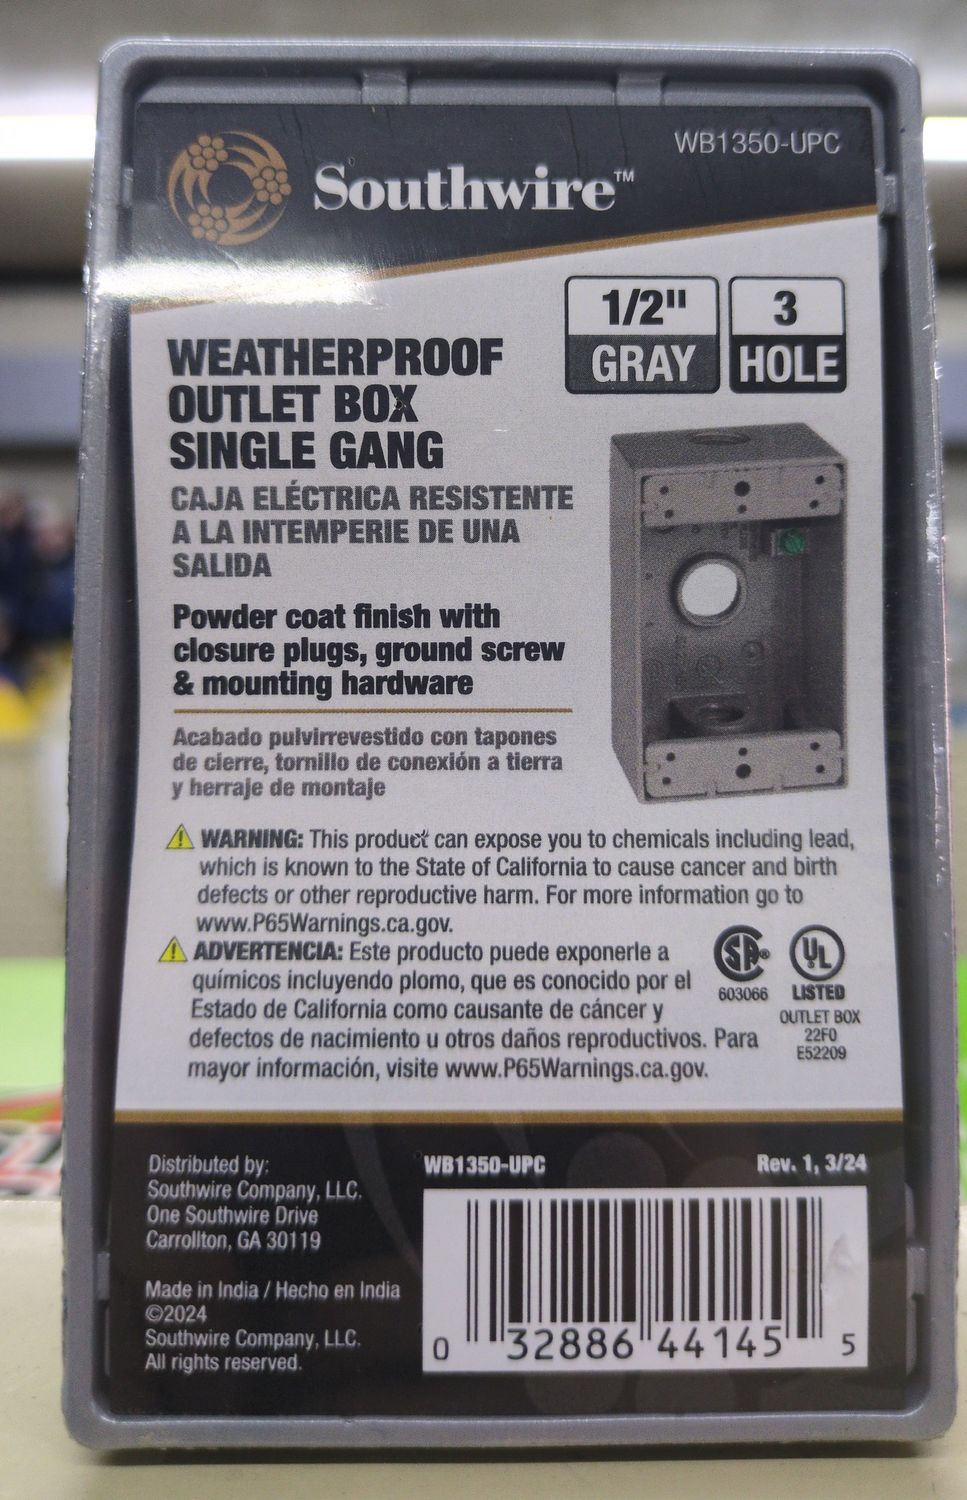 Southwire™
WB1350-UPC
1/2"
GRAY
3
HOLE
WEATHERPROOF
OUTLET BOX
SINGLE GANG
CAJA ELÉCTRICA RESISTENTE
A LA INTEMPERIE DE UNA
SALIDA
Powder coat finish with
closure plugs, ground screw
& mounting hardware
Acabado pulvirrevestido con tapones
de cierre, tornillo de conexión a tierra
y herraje de montaje
WARNING: This product can expose you to chemicals including lead,
which is known to the State of California to cause cancer and birth
defects or other reproductive harm. For more information go to
www.P65Warnings.ca.gov.
ADVERTENCIA: Este producto puede exponerle a
químicos incluyendo plomo, que es conocido por el
Estado de California como causante de cáncer y
defectos de nacimiento u otros daños reproductivos. Para
mayor información, visite www.P65Warnings.ca.gov.
SA®
603066
UL
LISTED
OUTLET BOX
22F0
E52209
Distributed by:
Southwire Company, LLC.
One Southwire Drive
Carrollton, GA 30119
Made in India / Hecho en India
©2024
Southwire Company, LLC.
All rights reserved.
WB1350-UPC
Rev. 1, 3/24
0 32886 44145 5